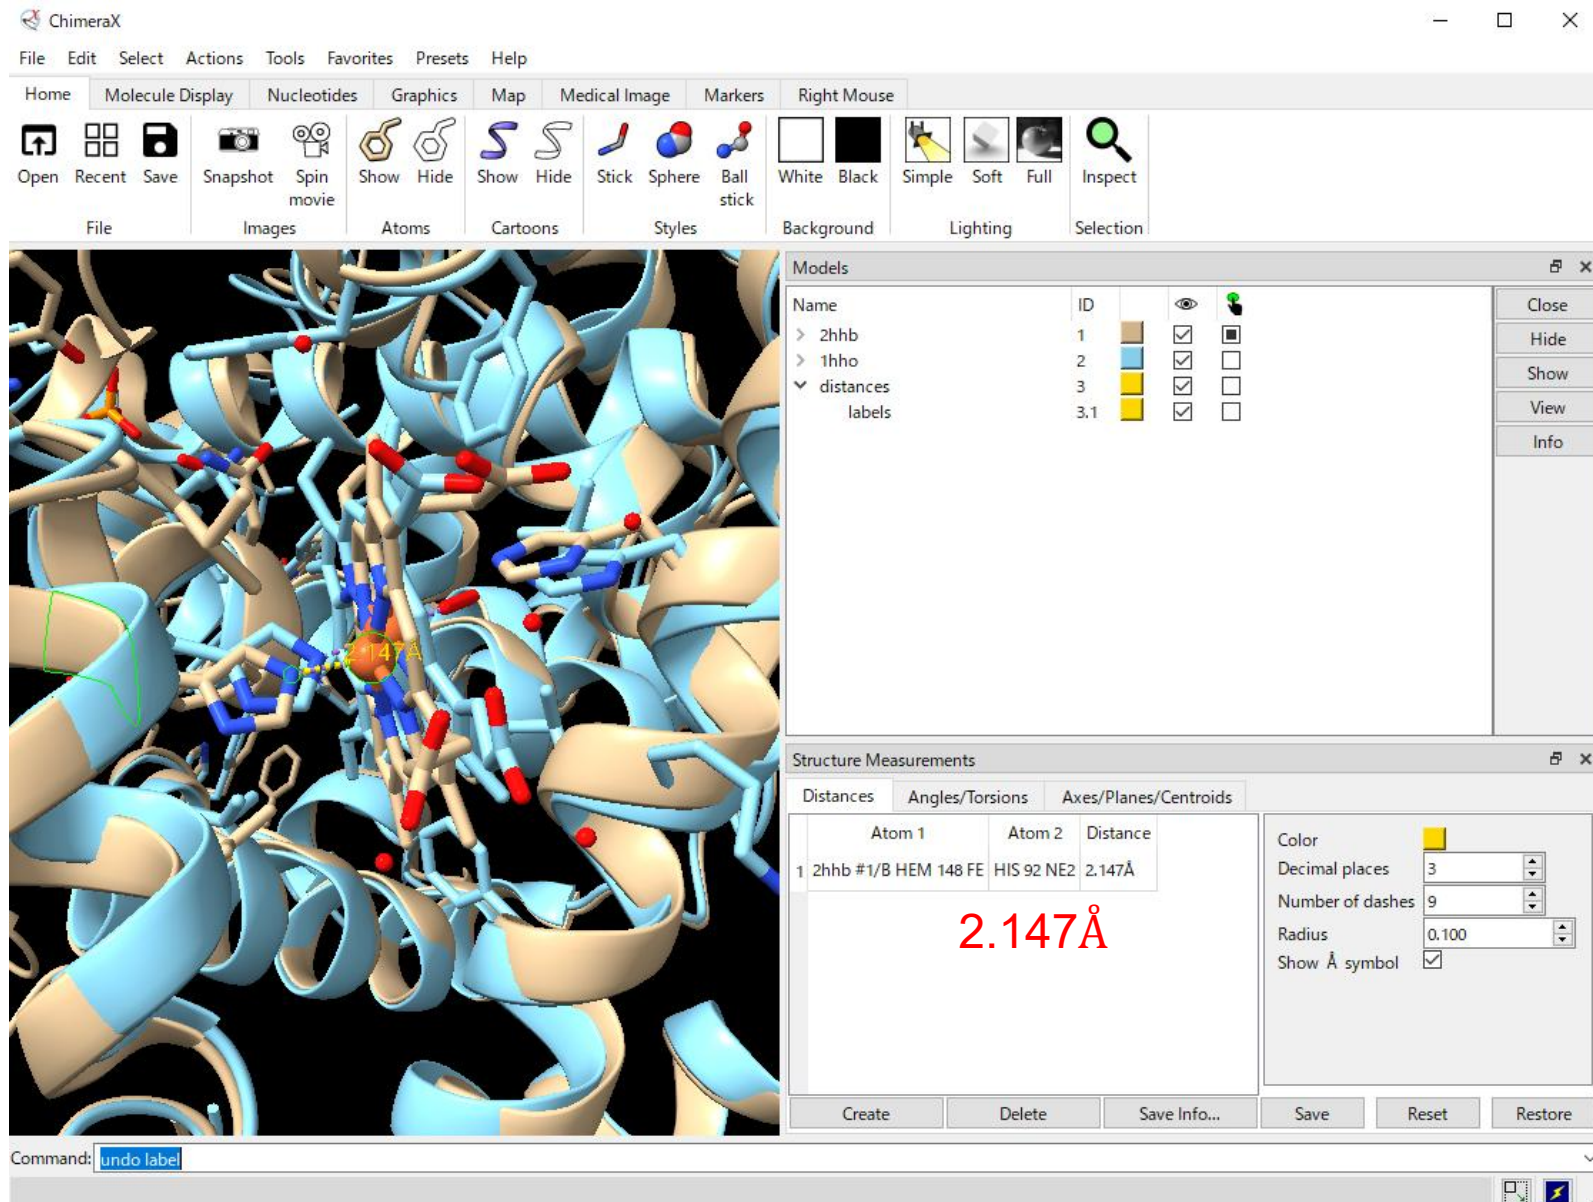 ChimeraX
File Edit Select Actions Tools Favorites Presets Help
Home Molecule Display Nucleotides Graphics Map Medical Image Markers Right Mouse
Open Recent Save Snapshot Spin movie Show Hide Show Hide Stick Sphere Ball stick White Black Simple Soft Full Inspect
File Images Atoms Cartoons Styles Background Lighting Selection
2.147Å
Models
Name ID
2hhb 1
1hho 2
distances 3
labels 3.1
Close
Hide
Show
View
Info
Structure Measurements
Distances Angles/Torsions Axes/Planes/Centroids
Atom 1 Atom 2 Distance
1 2hhb #1/B HEM 148 FE HIS 92 NE2 2.147Å
2.147Å
Color
Decimal places 3
Number of dashes 9
Radius 0.100
Show Å symbol
Create Delete Save Info... Save Reset Restore
Command: undo label